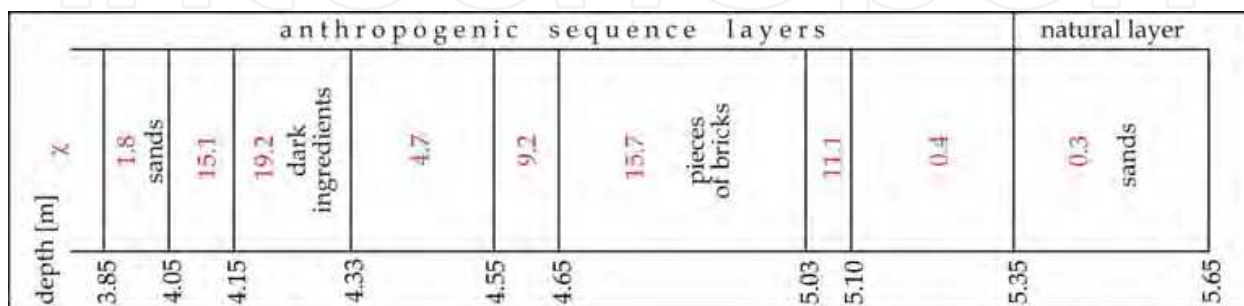 anthropogenic sequence layers
natural layer
χ
1.8
sands
15.1
19.2
dark
ingredients
4.7
9.2
15.7
pieces
of bricks
11.1
0.4
0.3
sands
depth [m]
3.85
4.05
4.15
4.33
4.55
4.65
5.03
5.10
5.35
5.65